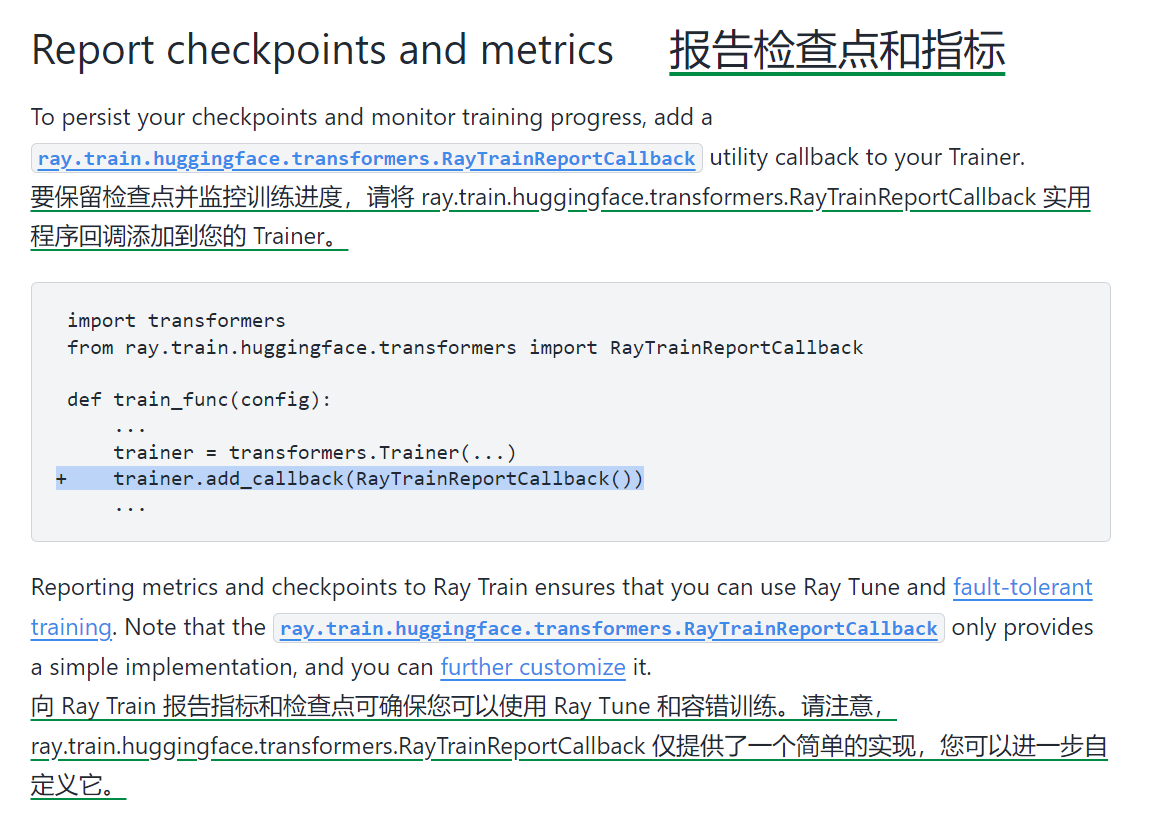 Report checkpoints and metrics 报告检查点和指标
To persist your checkpoints and monitor training progress, add a
ray.train.huggingface.transformers.RayTrainReportCallback utility callback to your Trainer.
要保留检查点并监控训练进度，请将 ray.train.huggingface.transformers.RayTrainReportCallback 实用
程序回调添加到您的 Trainer。
import transformers
from ray.train.huggingface.transformers import RayTrainReportCallback
def train_func(config):
...
trainer = transformers.Trainer(...)
+ trainer.add_callback(RayTrainReportCallback())
...
Reporting metrics and checkpoints to Ray Train ensures that you can use Ray Tune and fault-tolerant
training. Note that the ray.train.huggingface.transformers.RayTrainReportCallback only provides
a simple implementation, and you can further customize it.
向 Ray Train 报告指标和检查点可确保您可以使用 Ray Tune 和容错训练。请注意，
ray.train.huggingface.transformers.RayTrainReportCallback 仅提供了一个简单的实现，您可以进一步自
定义它。